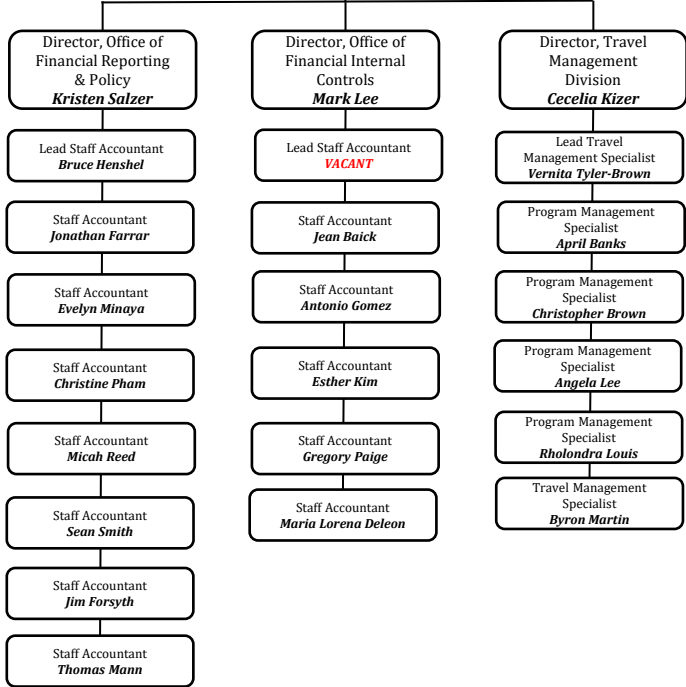 Director, Office of
Financial Reporting
& Policy
Kristen Salzer
Lead Staff Accountant
Bruce Henshel
Staff Accountant
Jonathan Farrar
Staff Accountant
Evelyn Minaya
Staff Accountant
Christine Pham
Staff Accountant
Micah Reed
Staff Accountant
Sean Smith
Staff Accountant
Jim Forsyth
Staff Accountant
Thomas Mann
Director, Office of
Financial Internal
Controls
Mark Lee
Lead Staff Accountant
VACANT
Staff Accountant
Jean Baick
Staff Accountant
Antonio Gomez
Staff Accountant
Esther Kim
Staff Accountant
Gregory Paige
Staff Accountant
Maria Lorena Deleon
Director, Travel
Management
Division
Cecelia Kizer
Lead Travel
Management Specialist
Vernita Tyler-Brown
Program Management
Specialist
April Banks
Program Management
Specialist
Christopher Brown
Program Management
Specialist
Angela Lee
Program Management
Specialist
Rholondra Louis
Travel Management
Specialist
Byron Martin